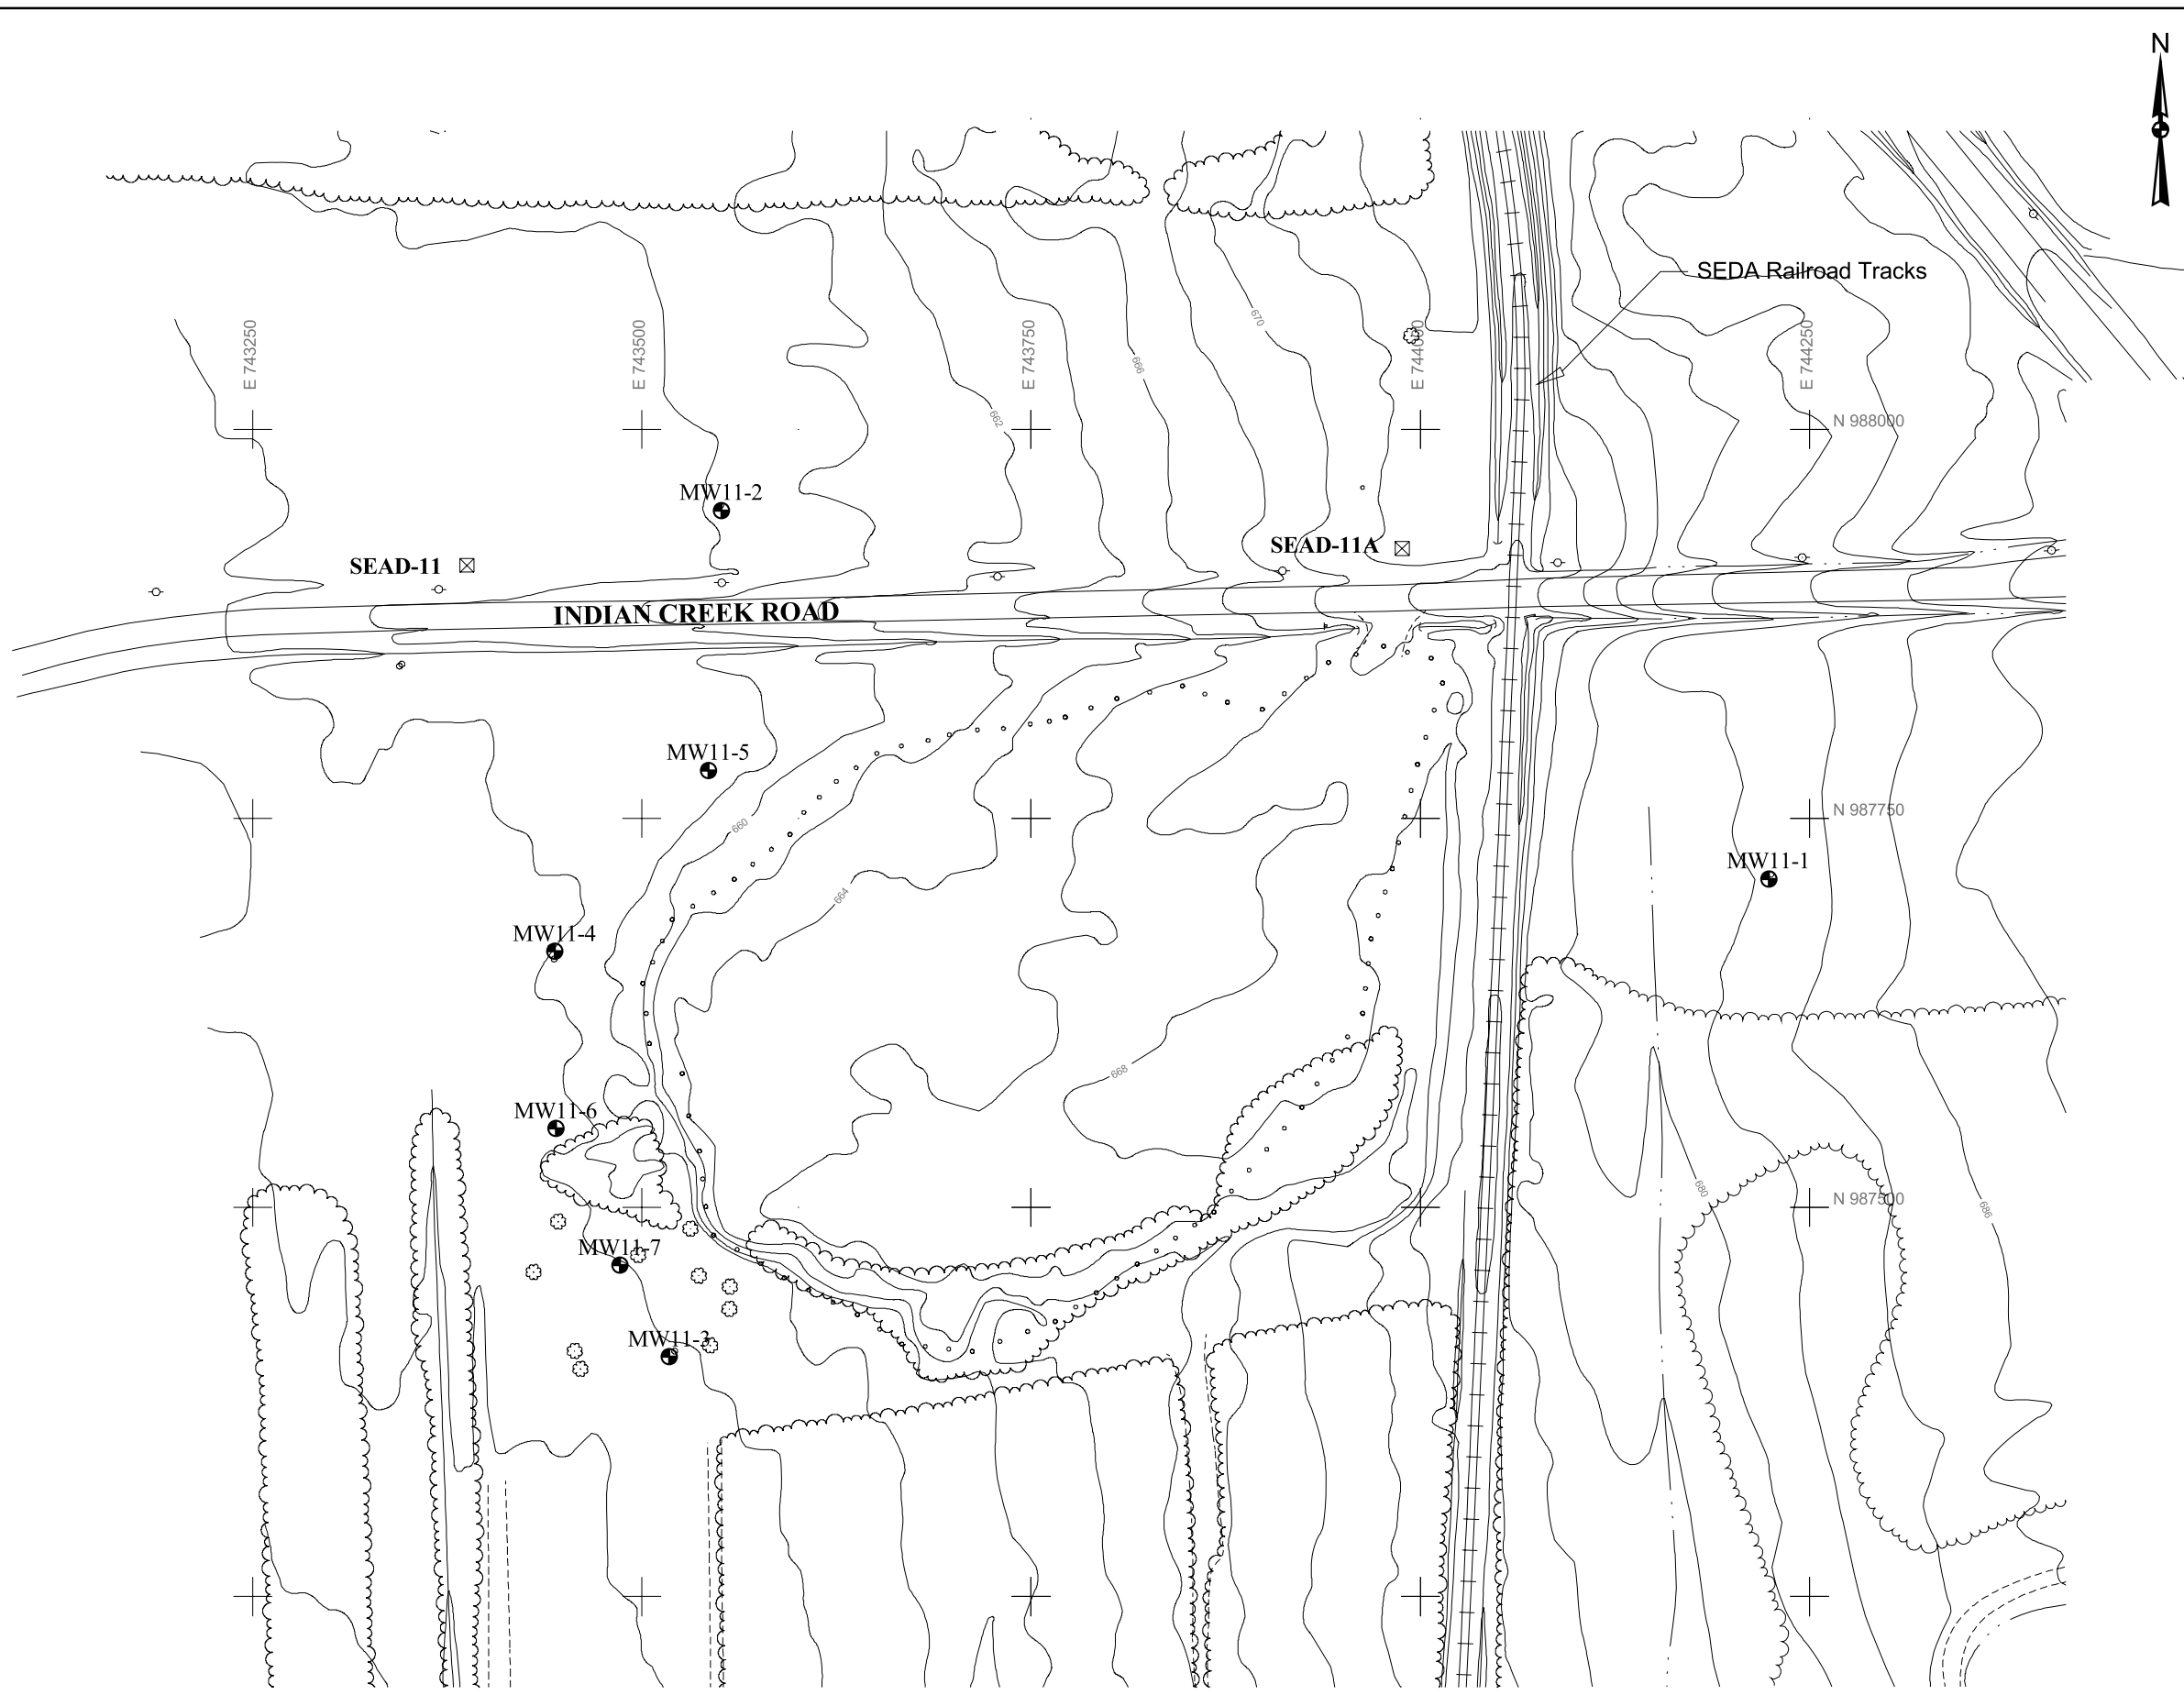 N
SEDA Railroad Tracks
670
E 743250
E 743500
E 743750
E 744000
E 744250
666
662
N 988000
MW11-2
SEAD-11A
SEAD-11
INDIAN CREEK ROAD
MW11-5
N 987750
660
MW11-1
664
MW11-4
668
MW11-6
680
N 987500
686
MW11-7
MW11-3